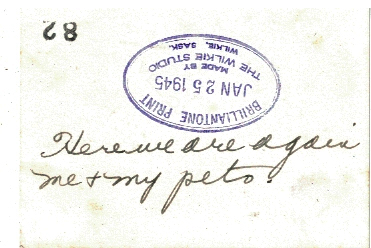 82
BRILLIANTONE PRINT
JAN 25 1945
MADE BY
THE WILKIE STUDIO
WILKIE, SASK.
Here we are again
me & my pets.